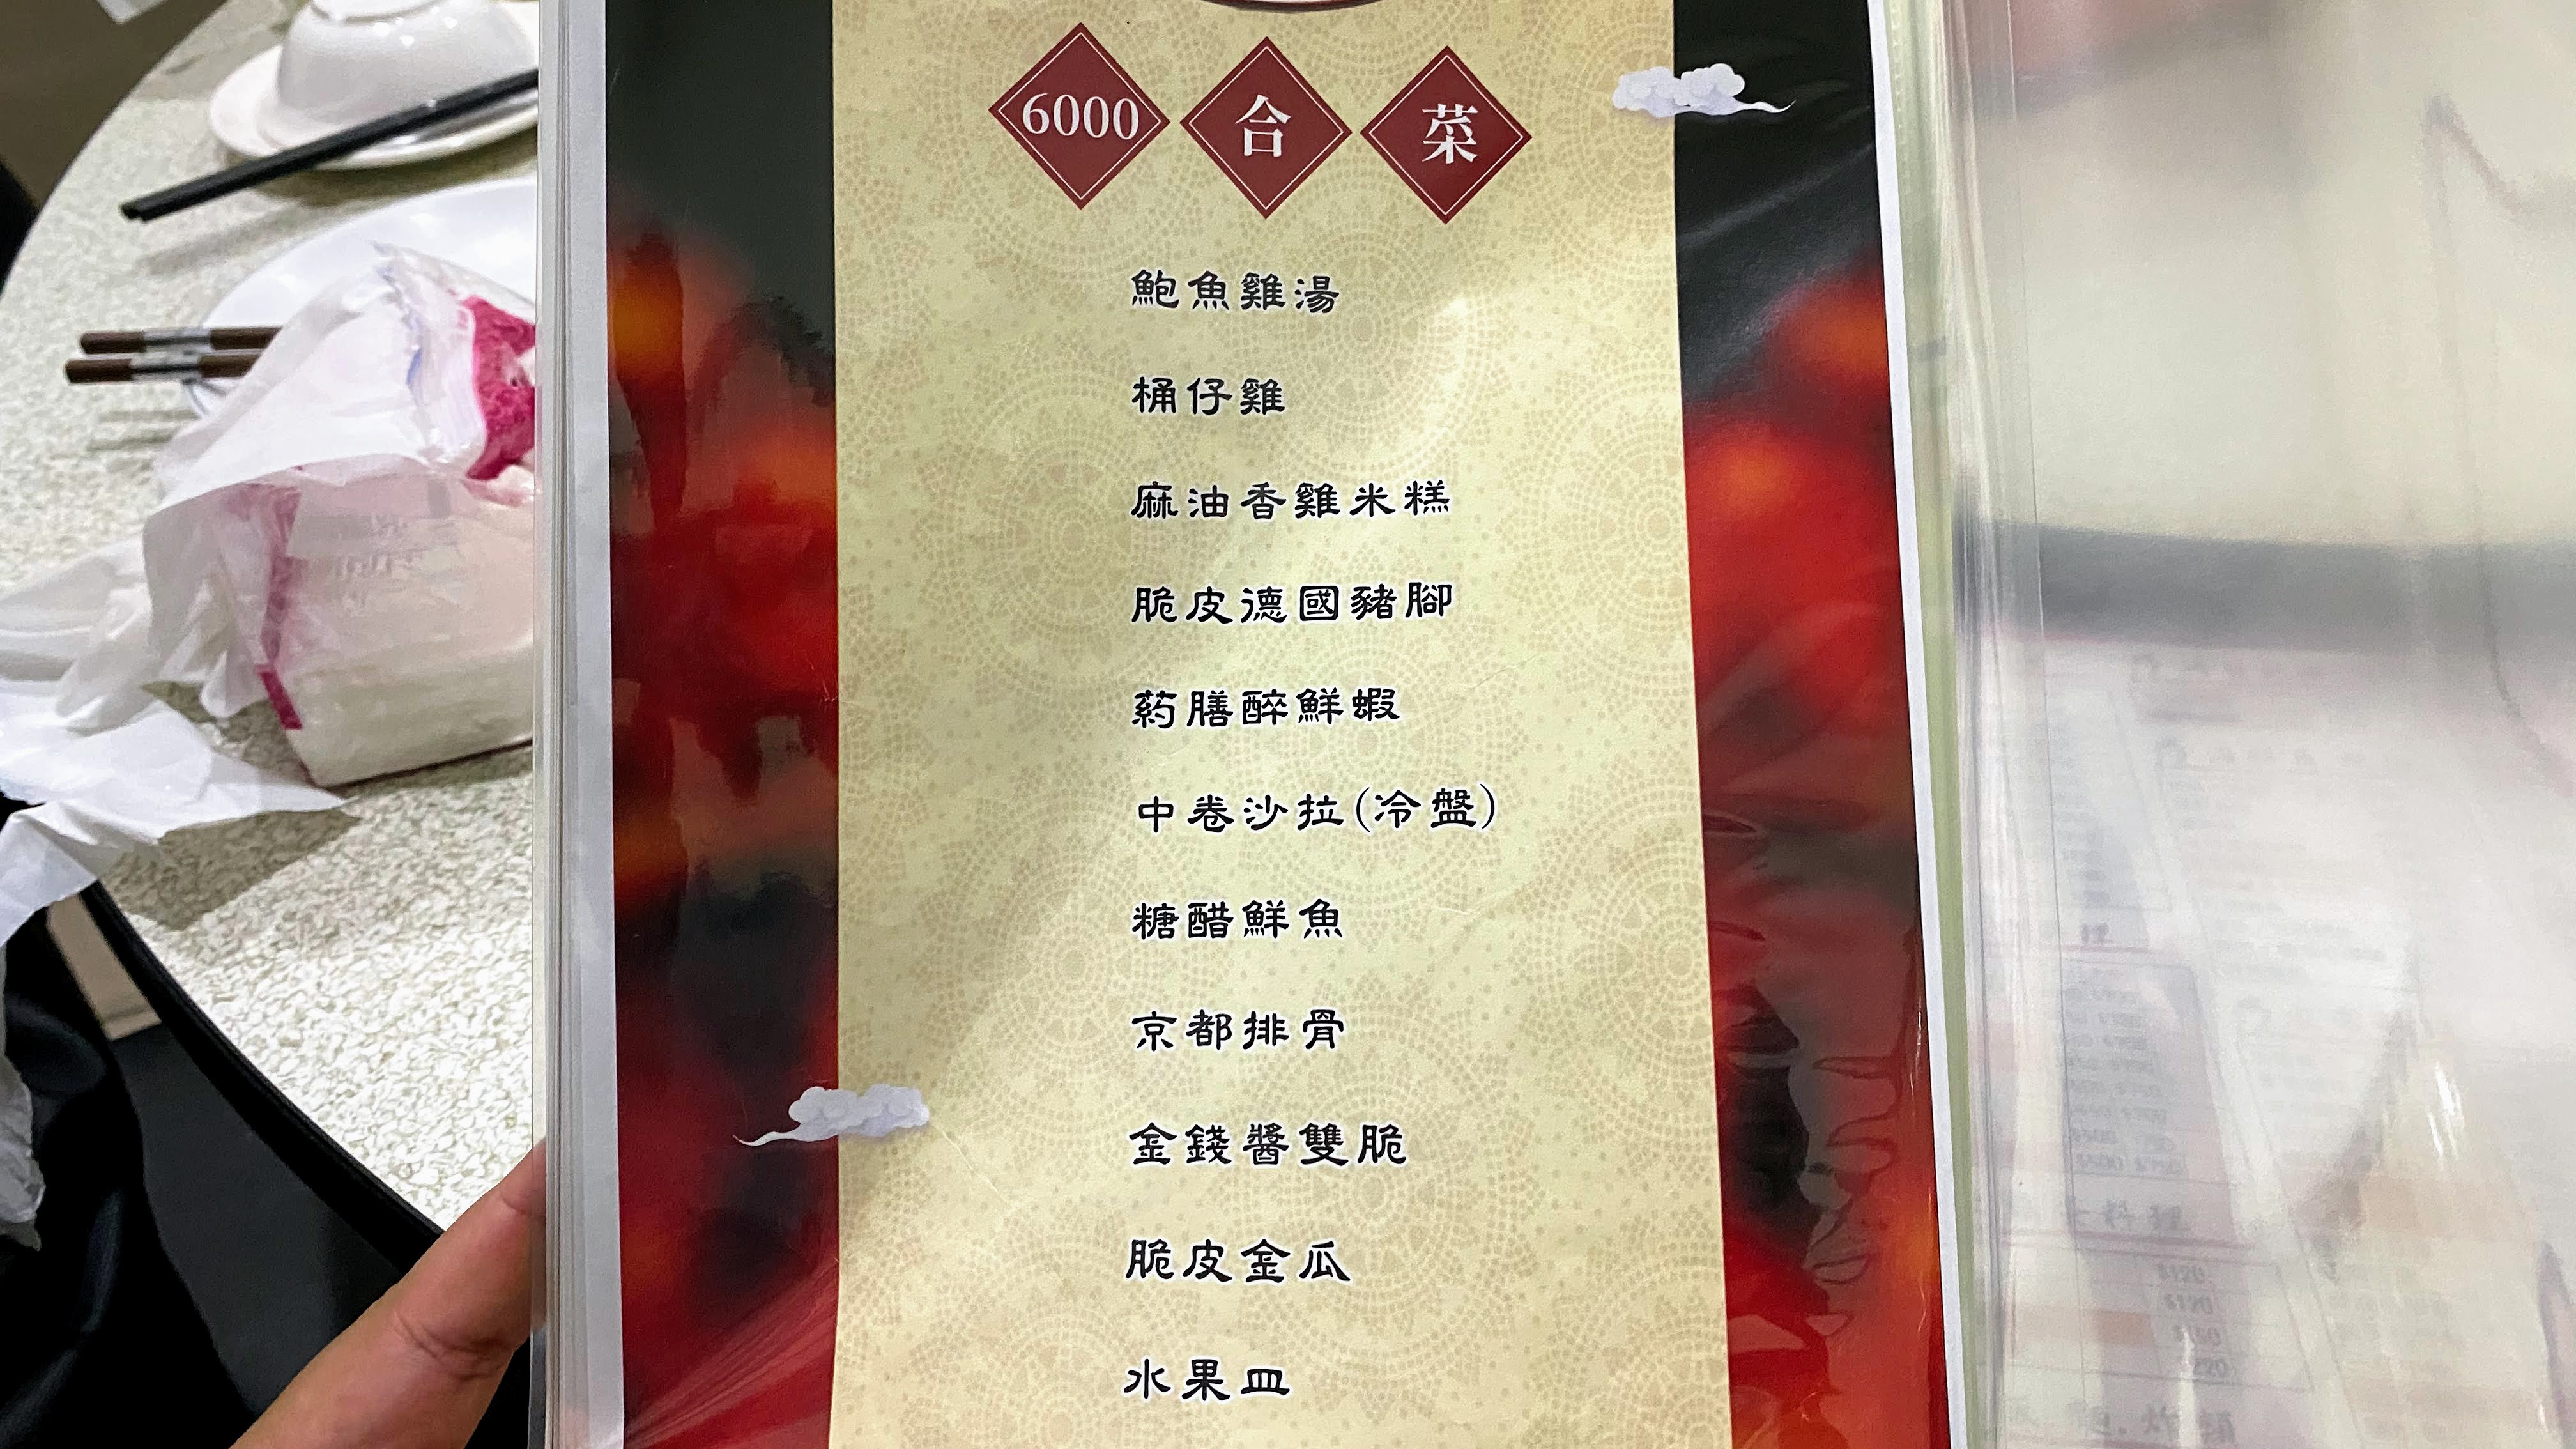 6000 合 菜
鮑魚雞湯
桶仔雞
麻油香雞米糕
脆皮德國豬腳
葯膳醉鮮蝦
中卷沙拉(冷盤)
糖醋鮮魚
京都排骨
金錢醬雙脆
脆皮金瓜
水果皿